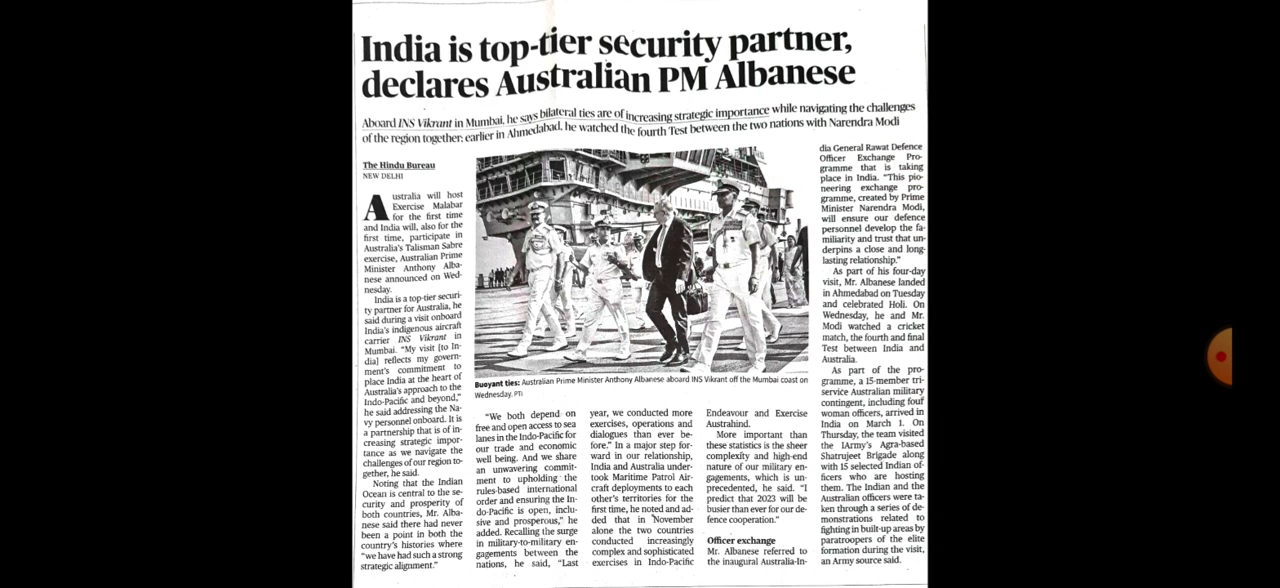 India is top-tier security partner,
declares Australian PM Albanese
Aboard INS Vikrant in Mumbai, he says bilateral ties are of increasing strategic importance while navigating the challenges
of the region together; earlier in Ahmedabad, he watched the fourth Test between the two nations with Narendra Modi
The Hindu Bureau
NEW DELHI
Australia will host
Exercise Malabar
for the first time
and India will, also for the
first time, participate in
Australia's Talisman Sabre
exercise, Australian Prime
Minister Anthony Alba-
nese announced on Wed-
nesday.
India is a top-tier securi-
ty partner for Australia, he
said during a visit onboard
India's indigenous aircraft
carrier INS Vikrant in
Mumbai. "My visit [to In-
dia] reflects my govern-
ment's commitment to
place India at the heart of
Australia's approach to the
Indo-Pacific and beyond,"
he said addressing the Na-
vy personnel onboard. It is
a partnership that is of in-
creasing strategic impor-
tance as we navigate the
challenges of our region to-
gether, he said.
Noting that the Indian
Ocean is central to the se-
curity and prosperity of
both countries, Mr. Alba-
nese said there had never
been a point in both the
country's histories where
"we have had such a strong
strategic alignment."
Buoyant ties: Australian Prime Minister Anthony Albanese aboard INS Vikrant off the Mumbai coast on
Wednesday. PTI
"We both depend on
free and open access to sea
lanes in the Indo-Pacific for
our trade and economic
well being. And we share
an unwavering commit-
ment to upholding the
rules-based international
order and ensuring the In-
do-Pacific is open, inclu-
sive and prosperous," he
added. Recalling the surge
in military-to-military en-
gagements between the
nations, he said, "Last
year, we conducted more
exercises, operations and
dialogues than ever be-
fore." In a major step for-
ward in our relationship,
India and Australia under-
took Maritime Patrol Air-
craft deployments to each
other's territories for the
first time, he noted and ad-
ded that in November
alone the two countries
conducted increasingly
complex and sophisticated
exercises in Indo-Pacific
Endeavour and Exercise
Austrahind.
More important than
these statistics is the sheer
complexity and high-end
nature of our military en-
gagements, which is un-
precedented, he said. "I
predict that 2023 will be
busier than ever for our de-
fence cooperation."
Officer exchange
Mr. Albanese referred to
the inaugural Australia-In-
dia General Rawat Defence
Officer Exchange Pro-
gramme that is taking
place in India. "This pio-
neering exchange pro-
gramme, created by Prime
Minister Narendra Modi,
will ensure our defence
personnel develop the fa-
miliarity and trust that un-
derpins a close and long-
lasting relationship."
As part of his four-day
visit, Mr. Albanese landed
in Ahmedabad on Tuesday
and celebrated Holi. On
Wednesday, he and Mr.
Modi watched a cricket
match, the fourth and final
Test between India and
Australia.
As part of the pro-
gramme, a 15-member tri-
service Australian military
contingent, including four
woman officers, arrived in
India on March 1. On
Thursday, the team visited
the IArmy's Agra-based
Shatrujeet Brigade along
with 15 selected Indian of-
ficers who are hosting
them. The Indian and the
Australian officers were ta-
ken through a series of de-
monstrations related to
fighting in built-up areas by
paratroopers of the elite
formation during the visit,
an Army source said.